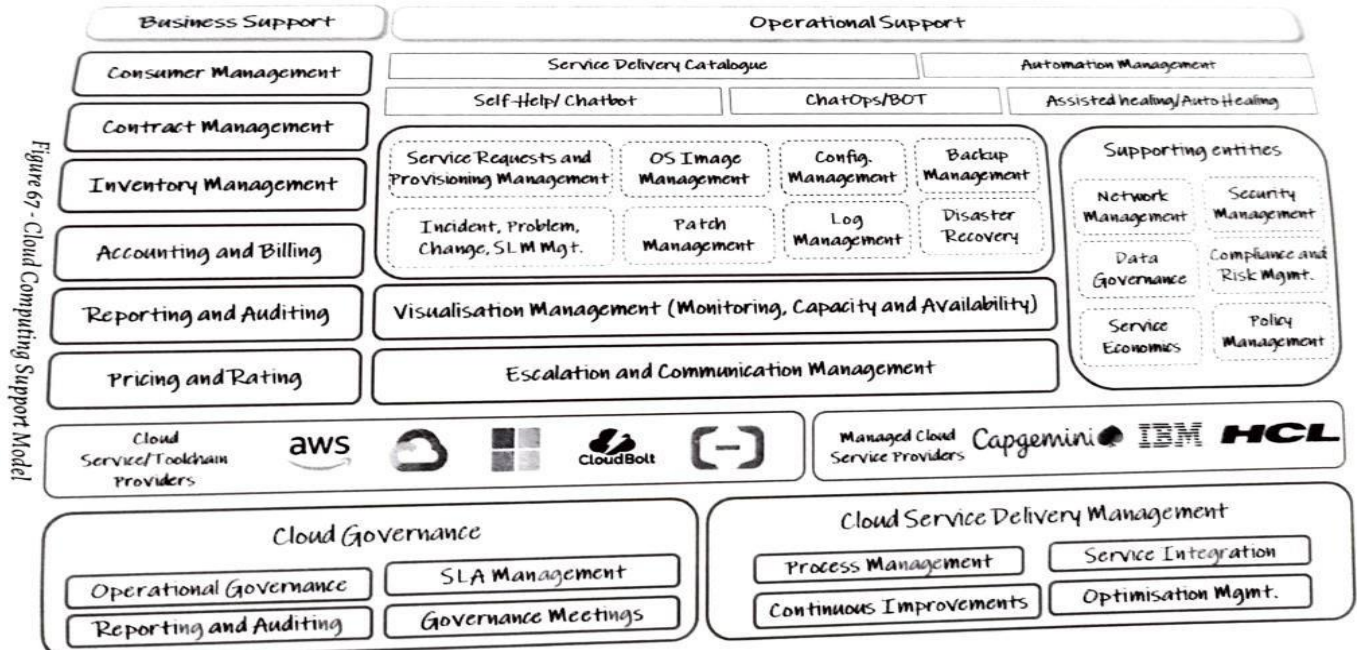 Business Support
Operational Support
Consumer Management
Contract Management
Inventory Management
Accounting and Billing
Reporting and Auditing
Pricing and Rating
Service Delivery Catalogue
Automation Management
Self-Help/Chatbot
ChatOps/BOT
Assisted healing/Auto Healing
Service Requests and
Provisioning Management
OS Image
Management
Config.
Management
Backup
Management
Incident, Problem,
Change, SLM Mgt.
Patch
Management
Log
Management
Disaster
Recovery
Visualisation Management (Monitoring, Capacity and Availability)
Escalation and Communication Management
Supporting entities
Network
Management
Security
Management
Data
Governance
Compliance and
Risk Mgmt.
Service
Economics
Policy
Management
Cloud
Service/Toolchain
Providers
aws
CloudBolt
Managed Cloud
Service Providers
Capgemini
IBM
HCL
Cloud Governance
Operational Governance
SLA Management
Reporting and Auditing
Governance Meetings
Cloud Service Delivery Management
Process Management
Service Integration
Continuous Improvements
Optimisation Mgmt.
Figure 67 - Cloud Computing Support Model